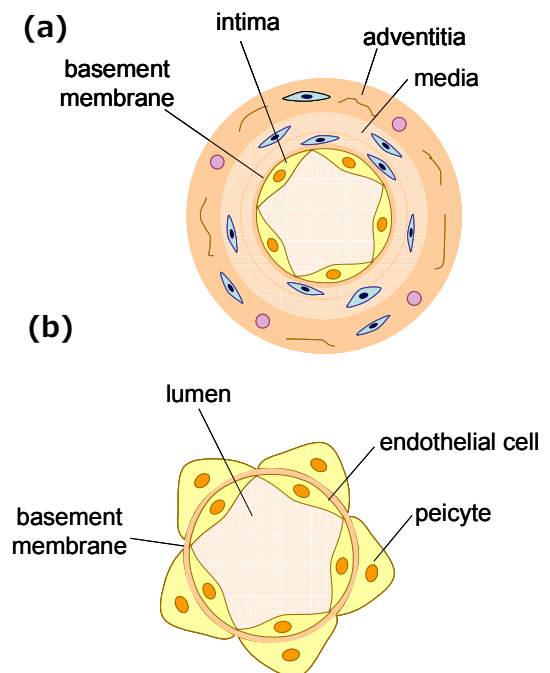 (a)
intima
adventitia
basement
membrane
media
(b)
lumen
endothelial cell
peicyte
basement
membrane